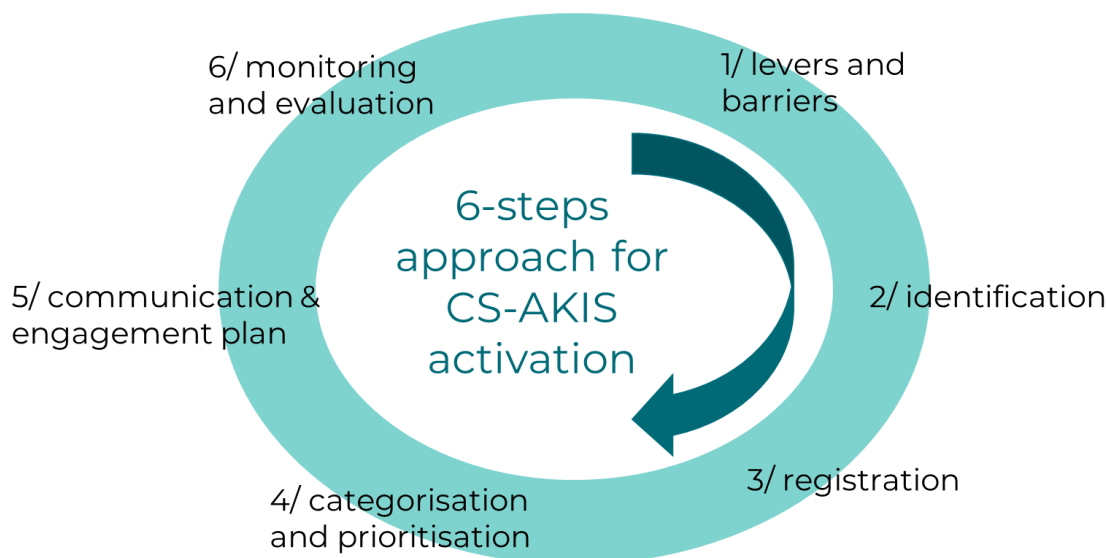 6-steps
approach for
CS-AKIS
activation
1/ levers and
barriers
2/ identification
3/ registration
4/ categorisation
and prioritisation
5/ communication &
engagement plan
6/ monitoring
and evaluation